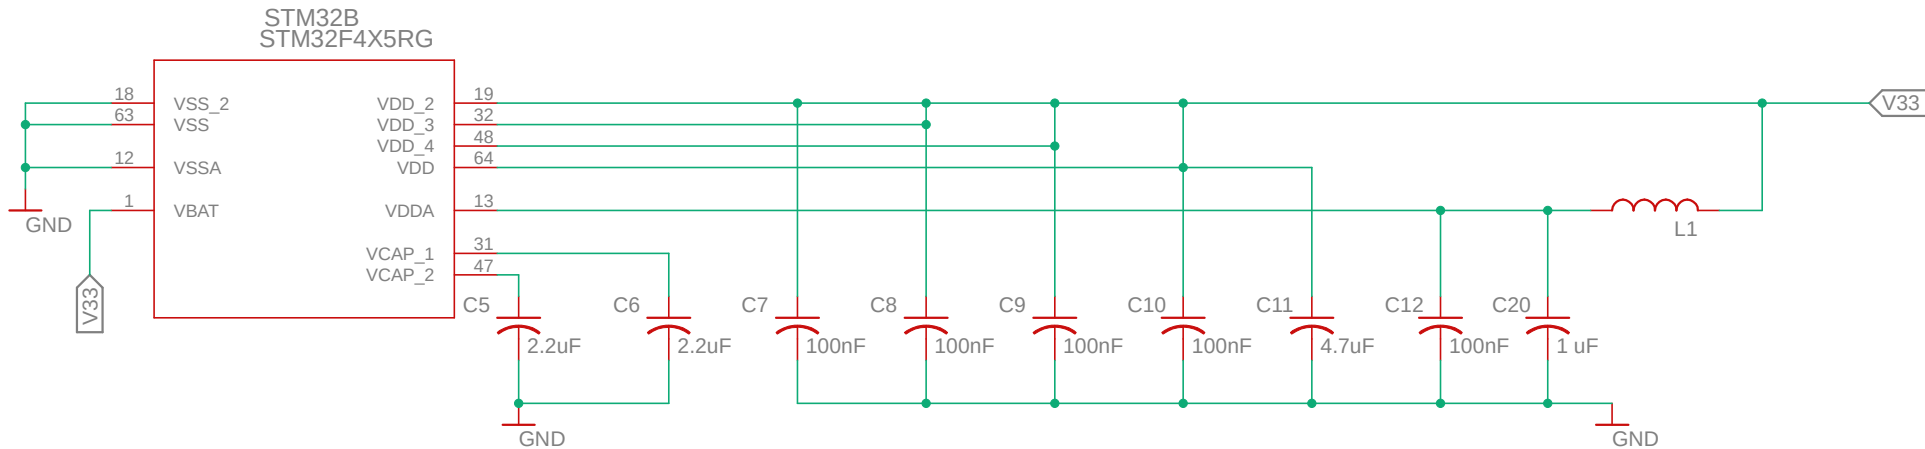 STM32B
STM32F4X5RG
18 VSS_2 VDD_2 19
63 VSS VDD_3 32
VDD_4 48
12 VSSA VDD 64
1 VBAT VDDA 13
VCAP_1 31
VCAP_2 47
GND
V33
V33
L1
C5 C6 C7 C8 C9 C10 C11 C12 C20
2.2uF 2.2uF 100nF 100nF 100nF 100nF 4.7uF 100nF 1 uF
GND GND